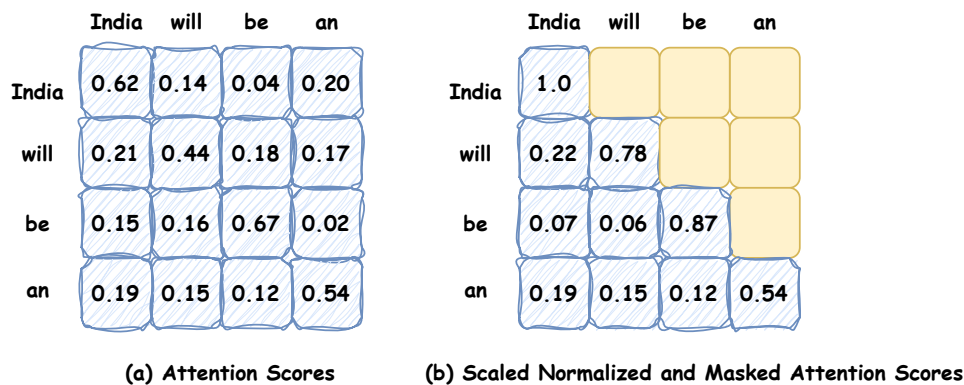 India will be an
India 0.62 0.14 0.04 0.20
will 0.21 0.44 0.18 0.17
be 0.15 0.16 0.67 0.02
an 0.19 0.15 0.12 0.54
(a) Attention Scores
India will be an
India 1.0
will 0.22 0.78
be 0.07 0.06 0.87
an 0.19 0.15 0.12 0.54
(b) Scaled Normalized and Masked Attention Scores